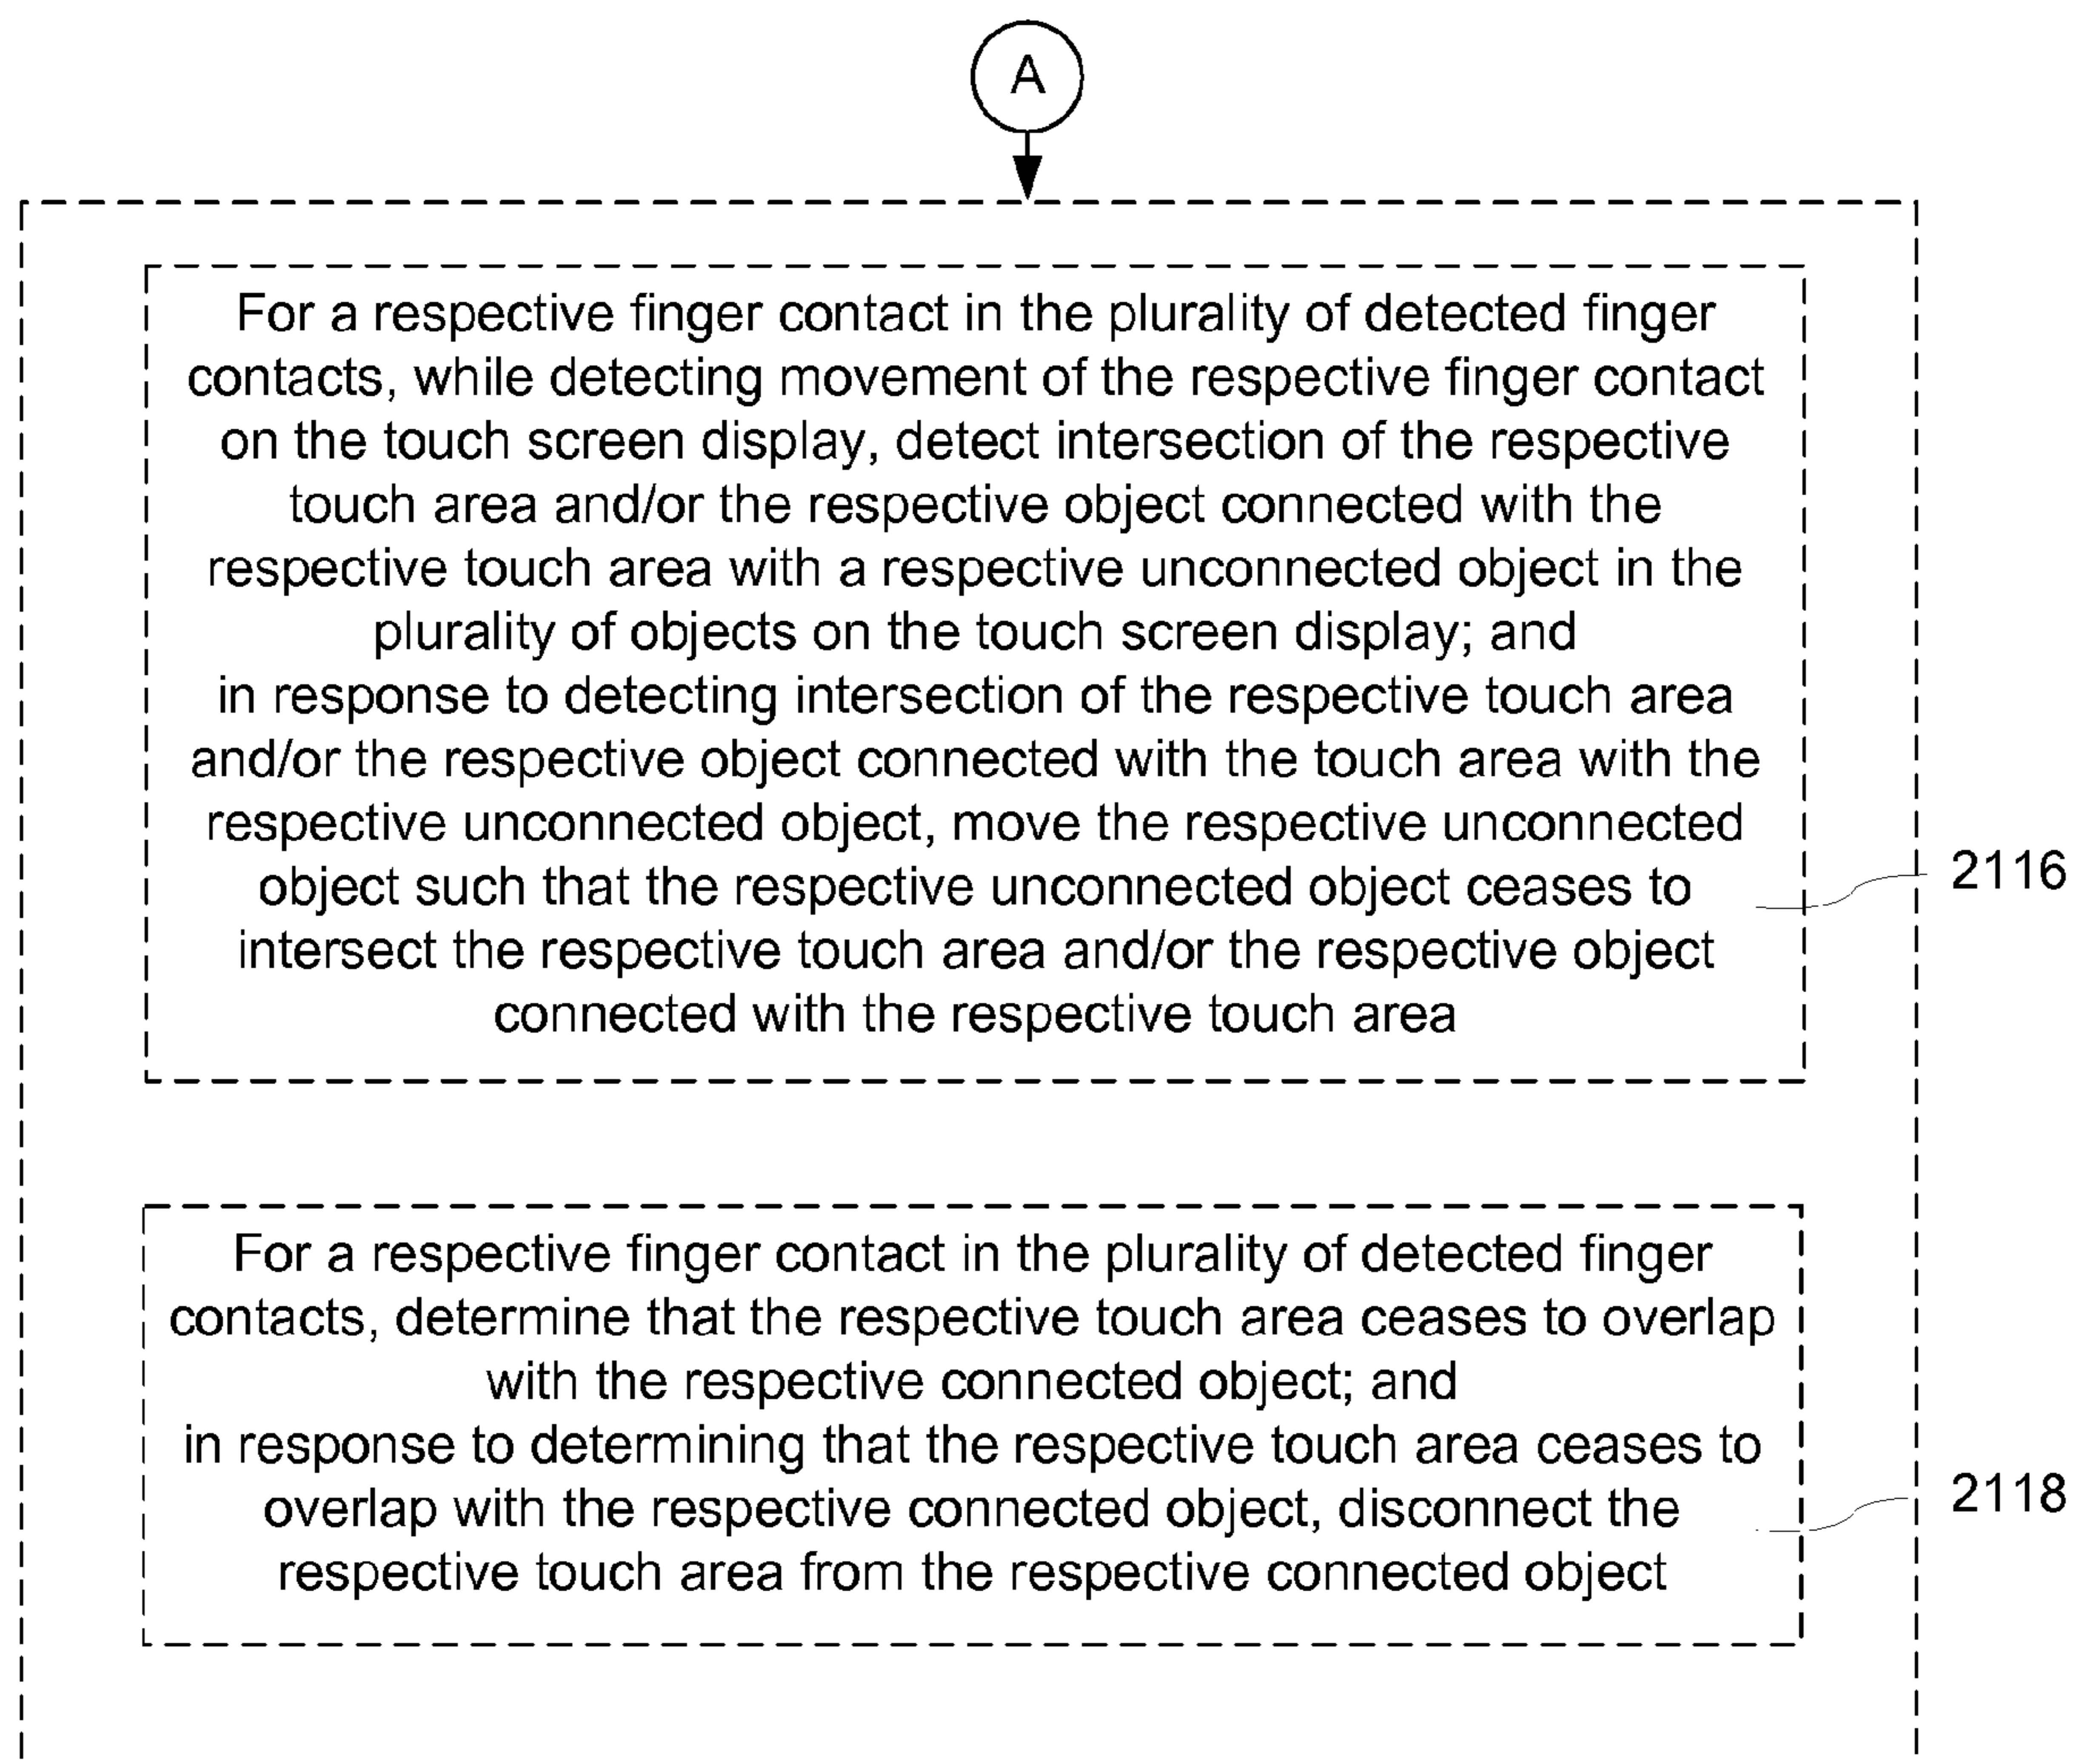 A
For a respective finger contact in the plurality of detected finger
contacts, while detecting movement of the respective finger contact
on the touch screen display, detect intersection of the respective
touch area and/or the respective object connected with the
respective touch area with a respective unconnected object in the
plurality of objects on the touch screen display; and
in response to detecting intersection of the respective touch area
and/or the respective object connected with the touch area with the
respective unconnected object, move the respective unconnected
object such that the respective unconnected object ceases to
intersect the respective touch area and/or the respective object
connected with the respective touch area
2116
For a respective finger contact in the plurality of detected finger
contacts, determine that the respective touch area ceases to overlap
with the respective connected object; and
in response to determining that the respective touch area ceases to
overlap with the respective connected object, disconnect the
respective touch area from the respective connected object
2118